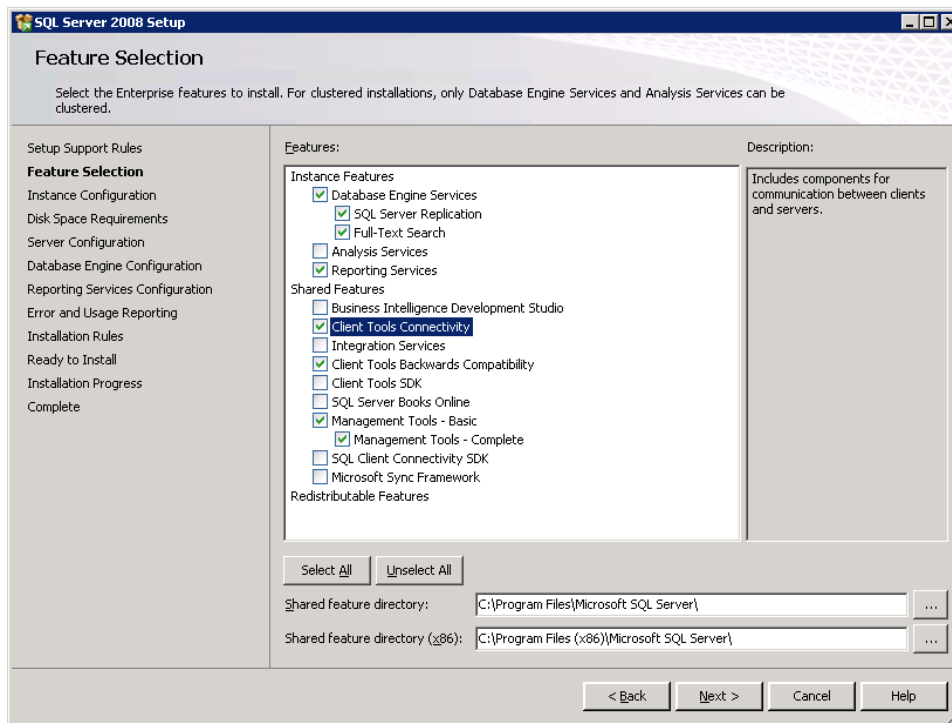 SQL Server 2008 Setup
Feature Selection
Select the Enterprise features to install. For clustered installations, only Database Engine Services and Analysis Services can be
clustered.
Setup Support Rules
Feature Selection
Instance Configuration
Disk Space Requirements
Server Configuration
Database Engine Configuration
Reporting Services Configuration
Error and Usage Reporting
Installation Rules
Ready to Install
Installation Progress
Complete
Features:
Instance Features
Database Engine Services
SQL Server Replication
Full-Text Search
Analysis Services
Reporting Services
Shared Features
Business Intelligence Development Studio
Client Tools Connectivity
Integration Services
Client Tools Backwards Compatibility
Client Tools SDK
SQL Server Books Online
Management Tools - Basic
Management Tools - Complete
SQL Client Connectivity SDK
Microsoft Sync Framework
Redistributable Features
Description:
Includes components for
communication between clients
and servers.
Select All
Unselect All
Shared feature directory:
C:\Program Files\Microsoft SQL Server\
...
Shared feature directory (x86):
C:\Program Files (x86)\Microsoft SQL Server\
...
< Back
Next >
Cancel
Help